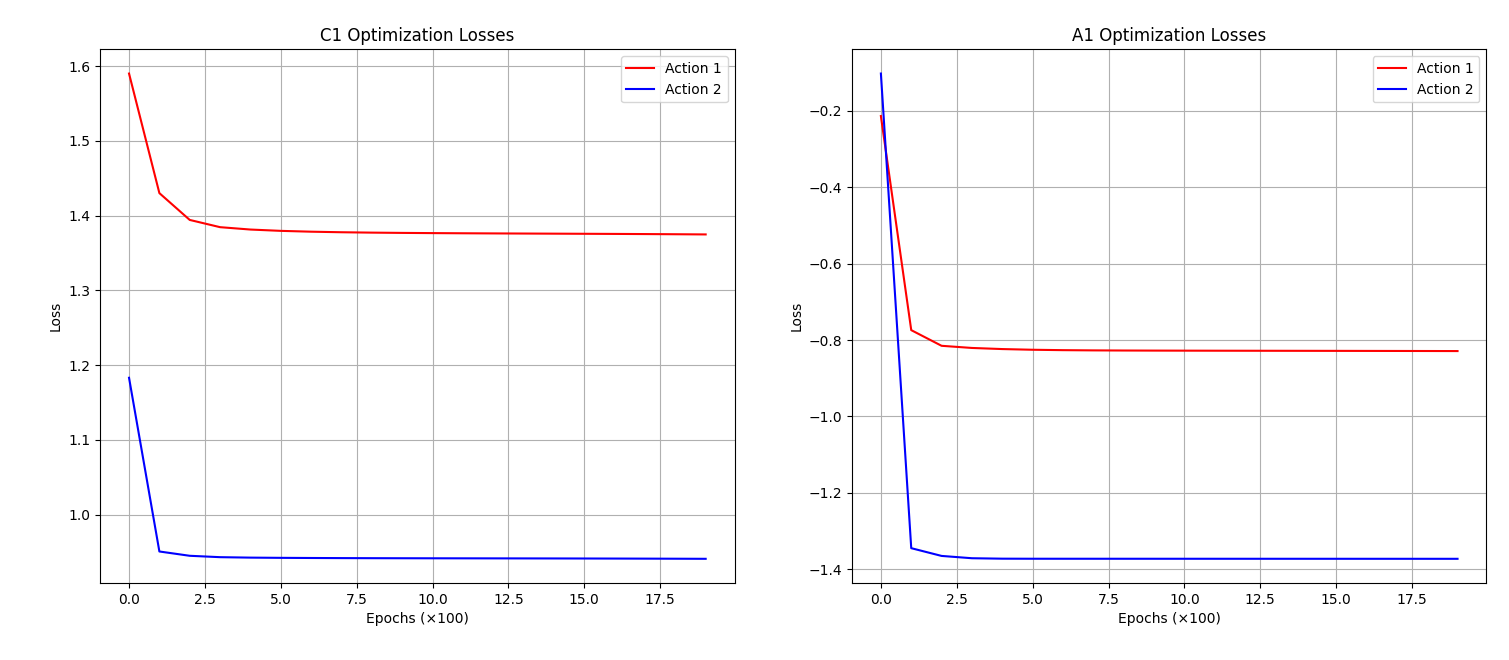 C1 Optimization Losses
1.6
1.5
1.4
1.3
1.2
1.1
1.0
Loss
Action 1
Action 2
0.0 2.5 5.0 7.5 10.0 12.5 15.0 17.5
Epochs (×100)
A1 Optimization Losses
−0.2
−0.4
−0.6
−0.8
−1.0
−1.2
−1.4
Loss
Action 1
Action 2
0.0 2.5 5.0 7.5 10.0 12.5 15.0 17.5
Epochs (×100)